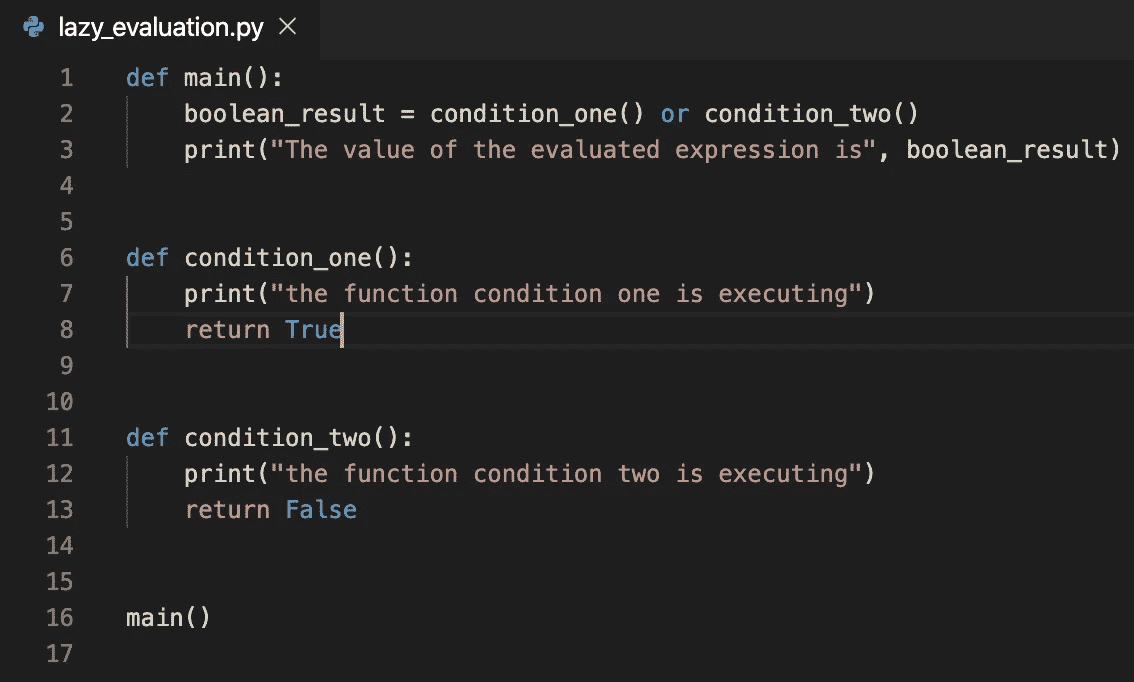 lazy_evaluation.py ×
1 def main():
2     boolean_result = condition_one() or condition_two()
3     print("The value of the evaluated expression is", boolean_result)
4
5
6 def condition_one():
7     print("the function condition one is executing")
8     return True
9
10
11 def condition_two():
12     print("the function condition two is executing")
13     return False
14
15
16 main()
17